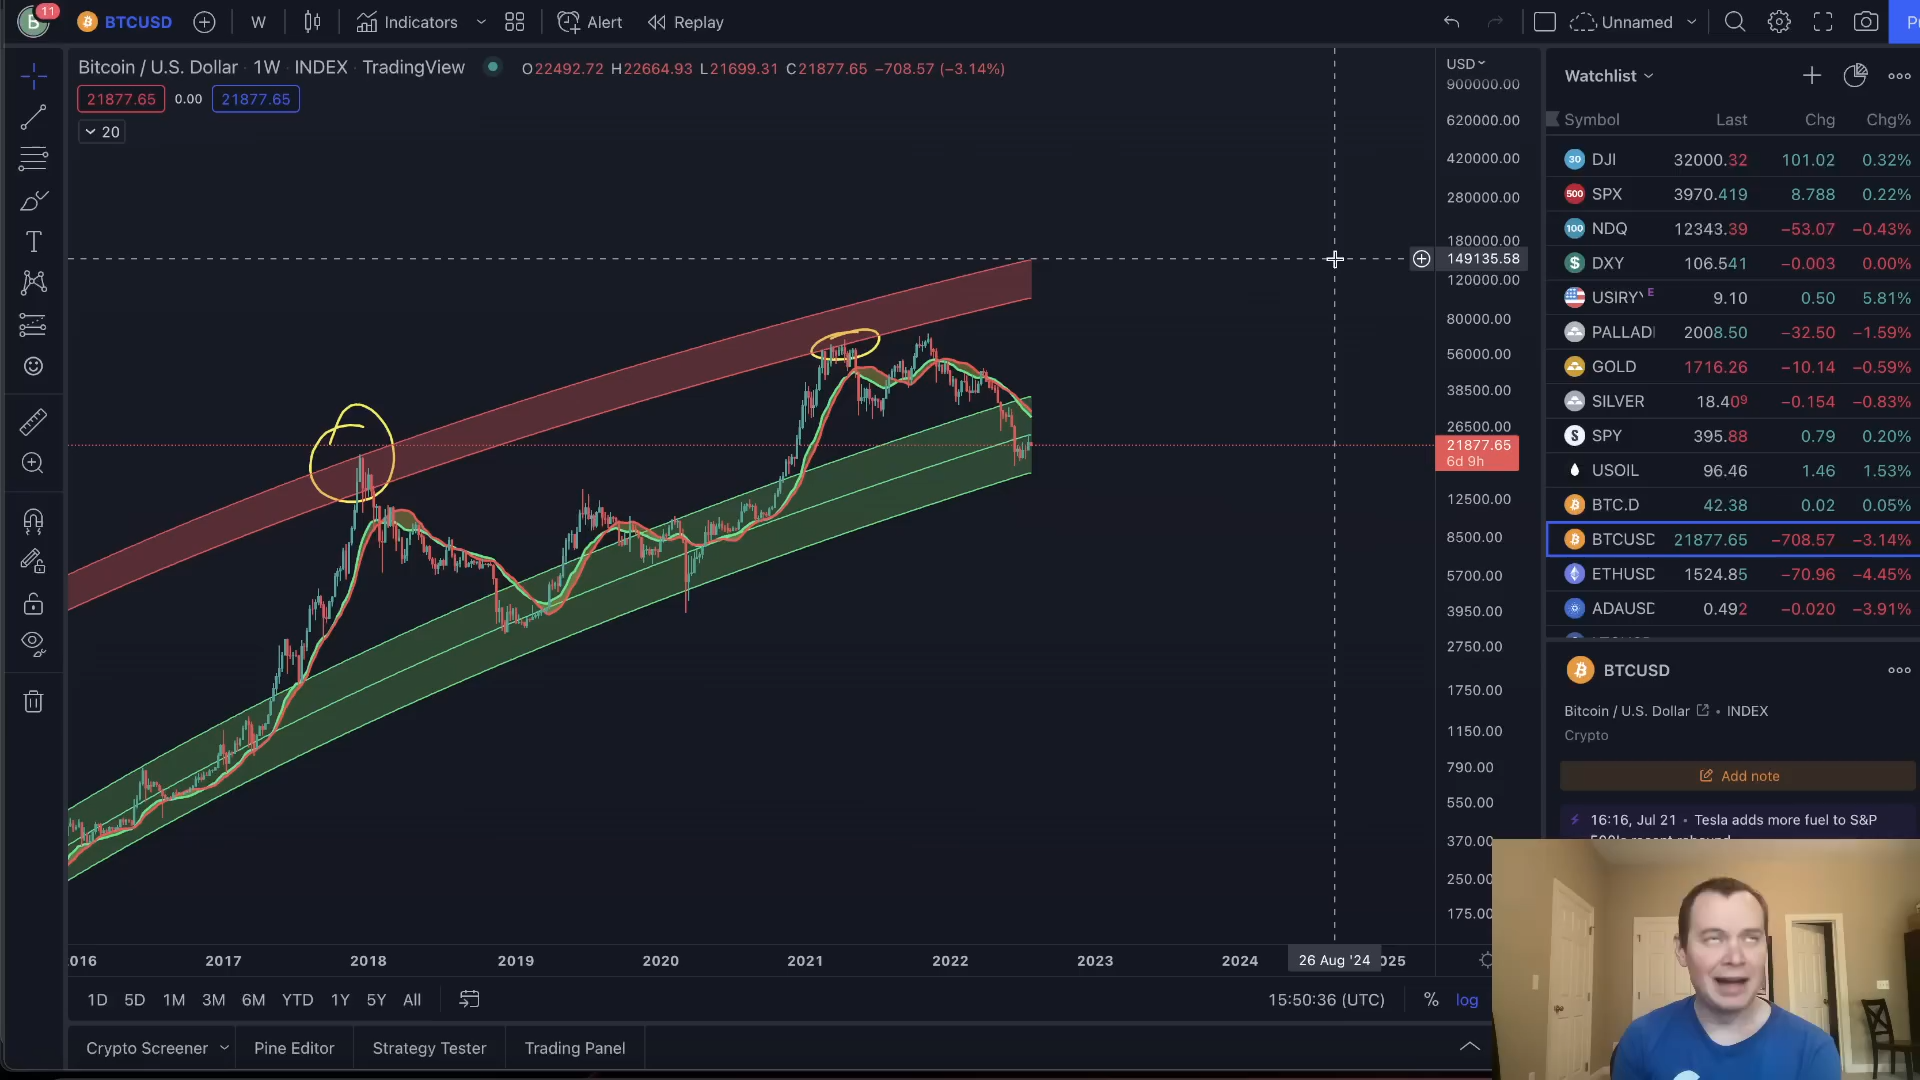 B 11 BTCUSD W Indicators Alert Replay Unnamed
Bitcoin / U.S. Dollar · 1W · INDEX · TradingView O22492.72 H22664.93 L21699.31 C21877.65 −708.57 (−3.14%)
21877.65 0.00 21877.65
20
USD
900000.00
620000.00
420000.00
280000.00
180000.00
149135.58
120000.00
80000.00
56000.00
38500.00
26500.00
21877.65
6d 9h
12500.00
8500.00
5700.00
3950.00
2750.00
1750.00
1150.00
790.00
550.00
370.00
250.00
175.00
016 2017 2018 2019 2020 2021 2022 2023 2024 26 Aug '24 025
1D 5D 1M 3M 6M YTD 1Y 5Y All 15:50:36 (UTC) % log
Crypto Screener Pine Editor Strategy Tester Trading Panel
Watchlist
Symbol Last Chg Chg%
30 DJI 32000.32 101.02 0.32%
500 SPX 3970.419 8.788 0.22%
100 NDQ 12343.39 −53.07 −0.43%
$ DXY 106.541 −0.003 0.00%
USIRY E 9.10 0.50 5.81%
PALLAD 2008.50 −32.50 −1.59%
GOLD 1716.26 −10.14 −0.59%
SILVER 18.409 −0.154 −0.83%
S SPY 395.88 0.79 0.20%
USOIL 96.46 1.46 1.53%
BTC.D 42.38 0.02 0.05%
BTCUSD 21877.65 −708.57 −3.14%
ETHUSD 1524.85 −70.96 −4.45%
ADAUSD 0.492 −0.020 −3.91%
BTCUSD
Bitcoin / U.S. Dollar • INDEX
Crypto
Add note
16:16, Jul 21 • Tesla adds more fuel to S&P